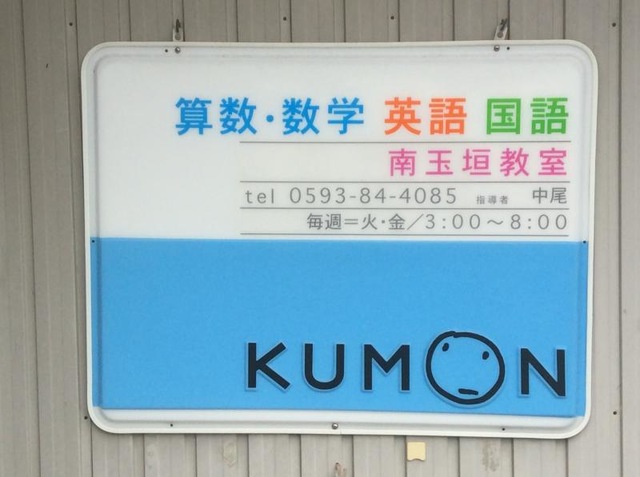 算数・数学 英語 国語
南玉垣教室
tel 0593-84-4085 指導者 中尾
毎週＝火・金／3：00～8：00
KUMON